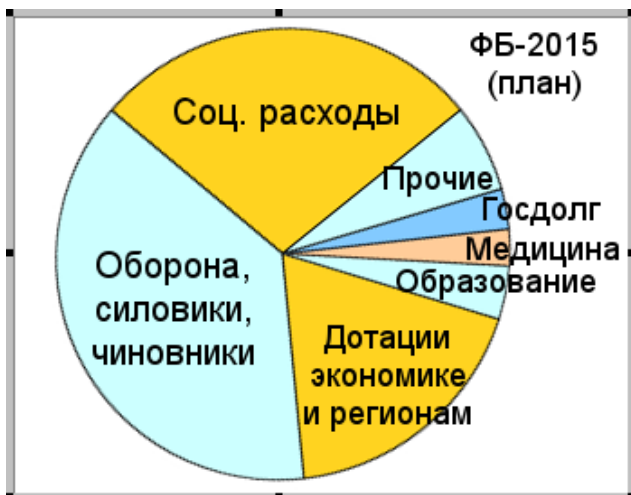 ФБ-2015
(план)
Соц. расходы
Прочие
Госдолг
Медицина
Образование
Оборона,
силовики,
чиновники
Дотации
экономике
и регионам